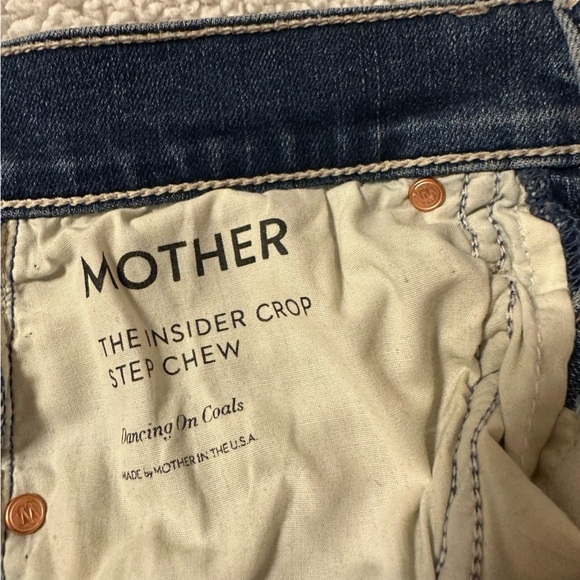 MOTHER
THE INSIDER CROP
STEP CHEW
Dancing On Coals
MADE by MOTHER IN THE U.S.A.
M
M